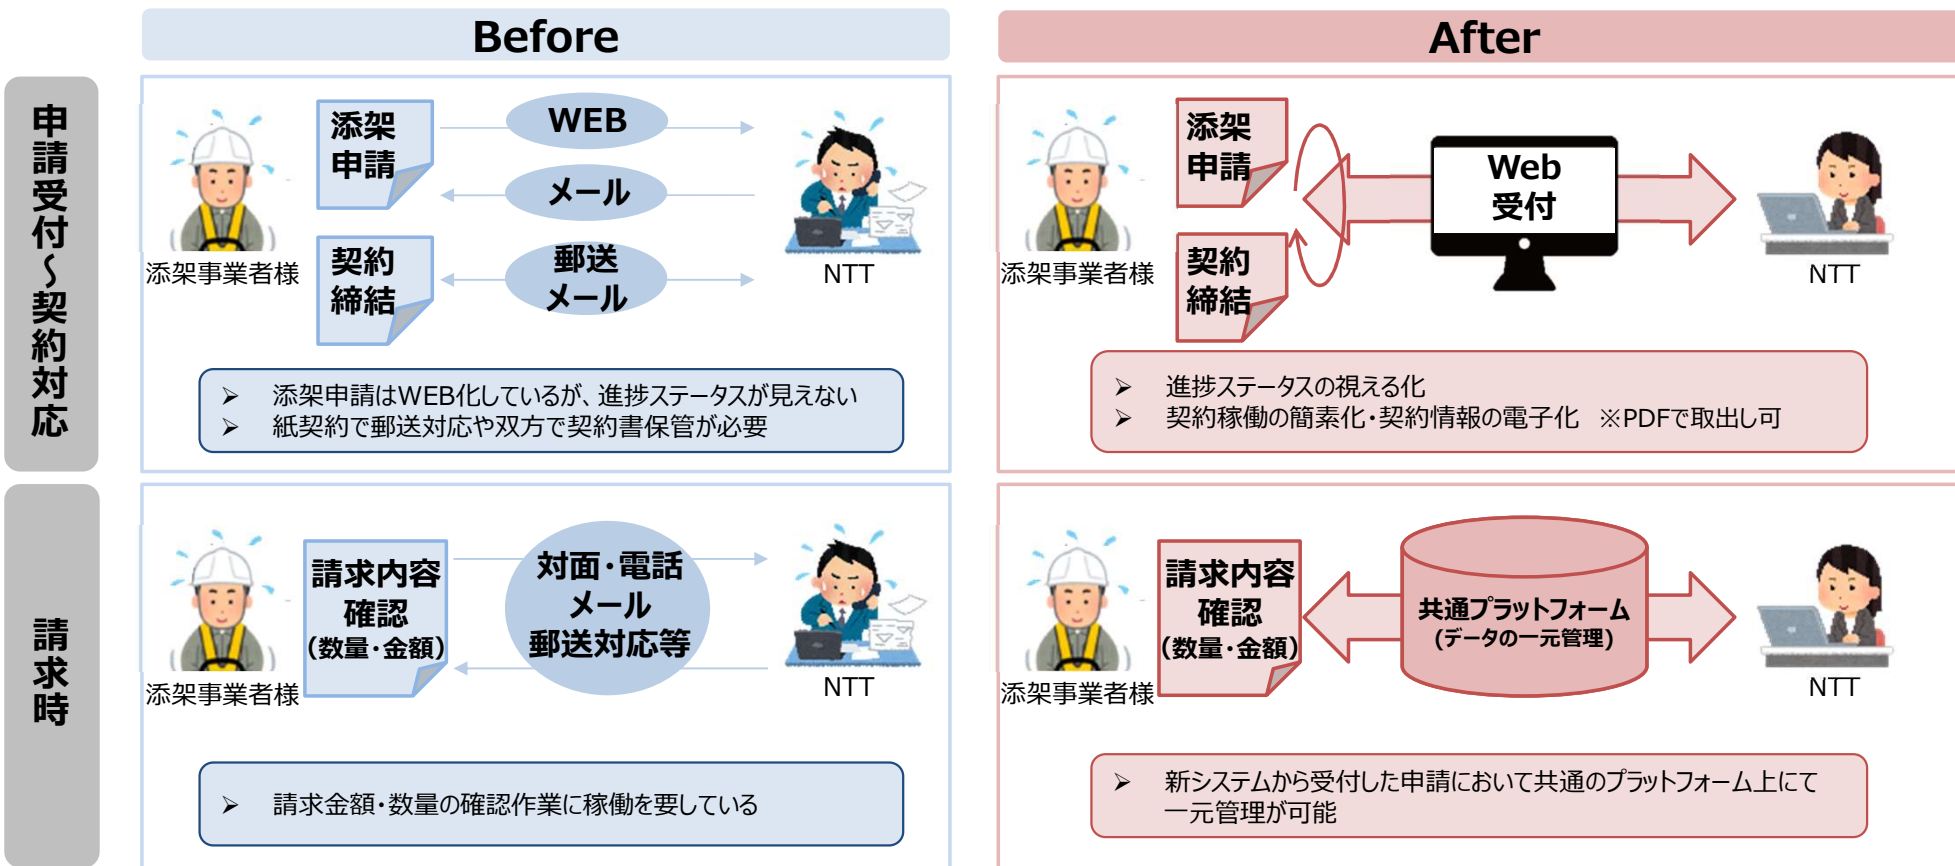 Before
After
申請受付～契約対応
添架
申請
WEB
メール
契約
締結
郵送
メール
添架事業者様
NTT
➢ 添架申請はWEB化しているが、進捗ステータスが見えない
➢ 紙契約で郵送対応や双方で契約書保管が必要
添架
申請
契約
締結
Web
受付
添架事業者様
NTT
➢ 進捗ステータスの視える化
➢ 契約稼働の簡素化・契約情報の電子化 ※PDFで取出し可
請求時
請求内容
確認
(数量・金額)
対面・電話
メール
郵送対応等
添架事業者様
NTT
➢ 請求金額・数量の確認作業に稼働を要している
請求内容
確認
(数量・金額)
共通プラットフォーム
(データの一元管理)
添架事業者様
NTT
➢ 新システムから受付した申請において共通のプラットフォーム上にて
一元管理が可能